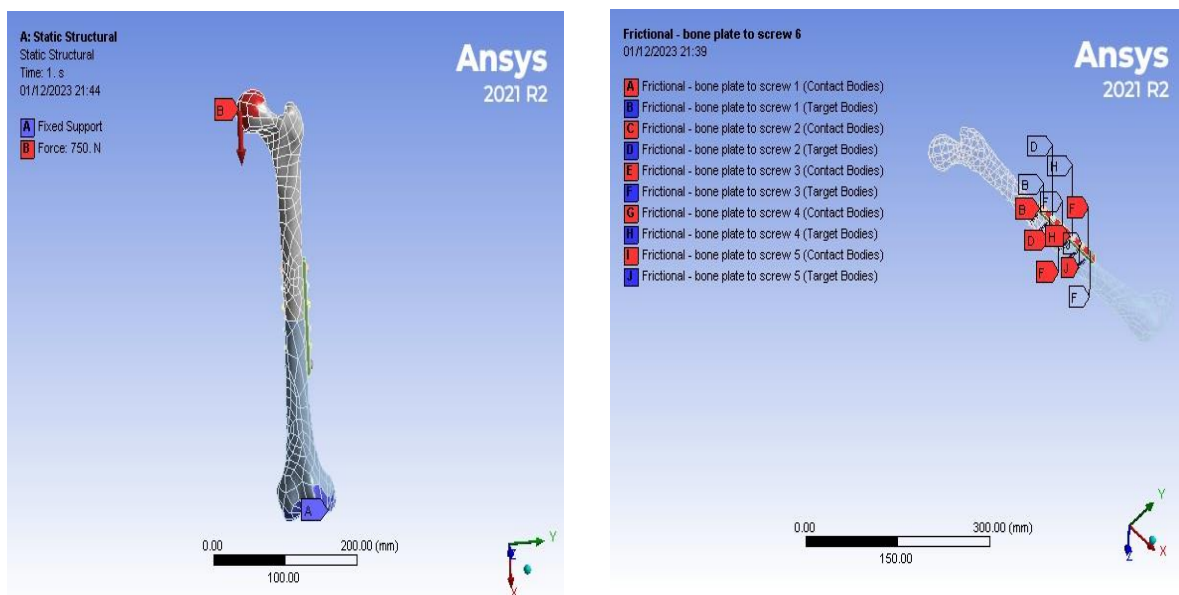 A: Static Structural
Static Structural
Time: 1. s
01/12/2023 21:44
A Fixed Support
B Force: 750. N
Ansys
2021 R2
B
A
0.00 200.00 (mm)
100.00
Y
Z
X
Frictional - bone plate to screw 6
01/12/2023 21:39
A Frictional - bone plate to screw 1 (Contact Bodies)
B Frictional - bone plate to screw 1 (Target Bodies)
C Frictional - bone plate to screw 2 (Contact Bodies)
D Frictional - bone plate to screw 2 (Target Bodies)
E Frictional - bone plate to screw 3 (Contact Bodies)
F Frictional - bone plate to screw 3 (Target Bodies)
G Frictional - bone plate to screw 4 (Contact Bodies)
H Frictional - bone plate to screw 4 (Target Bodies)
I Frictional - bone plate to screw 5 (Contact Bodies)
J Frictional - bone plate to screw 5 (Target Bodies)
Ansys
2021 R2
D
H
B
F
B
F
D
H
F
J
F
0.00 300.00 (mm)
150.00
Y
Z
X